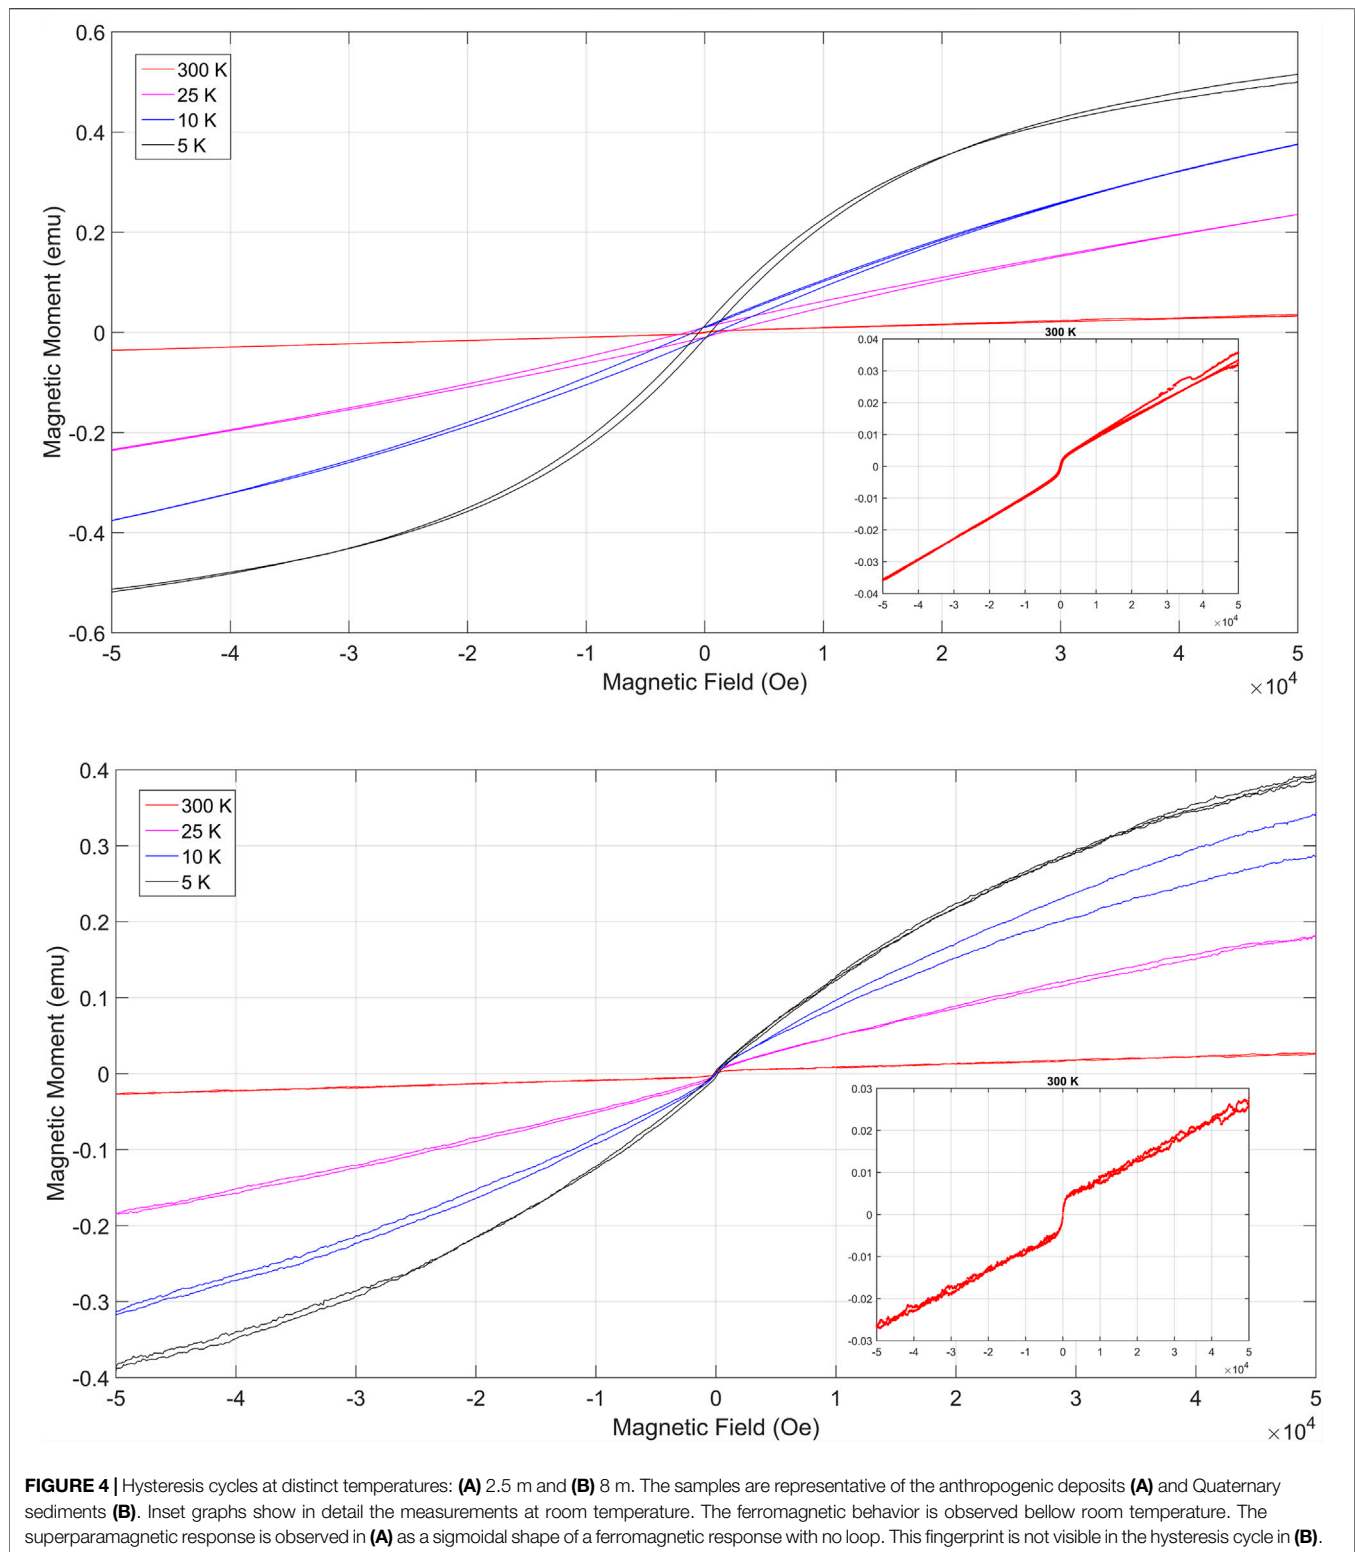 0.6
0.4
0.2
0
-0.2
-0.4
-0.6
Magnetic Moment (emu)
300 K
25 K
10 K
5 K
300 K
0.04
0.03
0.02
0.01
0
-0.01
-0.02
-0.03
-0.04
-5 -4 -3 -2 -1 0 1 2 3 4 5
×10⁴
-5 -4 -3 -2 -1 0 1 2 3 4 5
Magnetic Field (Oe)
×10⁴
0.4
0.3
0.2
0.1
0
-0.1
-0.2
-0.3
-0.4
Magnetic Moment (emu)
300 K
25 K
10 K
5 K
300 K
0.03
0.02
0.01
0
-0.01
-0.02
-0.03
-5 -4 -3 -2 -1 0 1 2 3 4 5
×10⁴
-5 -4 -3 -2 -1 0 1 2 3 4 5
Magnetic Field (Oe)
×10⁴
FIGURE 4 | Hysteresis cycles at distinct temperatures: (A) 2.5 m and (B) 8 m. The samples are representative of the anthropogenic deposits (A) and Quaternary
sediments (B). Inset graphs show in detail the measurements at room temperature. The ferromagnetic behavior is observed bellow room temperature. The
superparamagnetic response is observed in (A) as a sigmoidal shape of a ferromagnetic response with no loop. This fingerprint is not visible in the hysteresis cycle in (B).